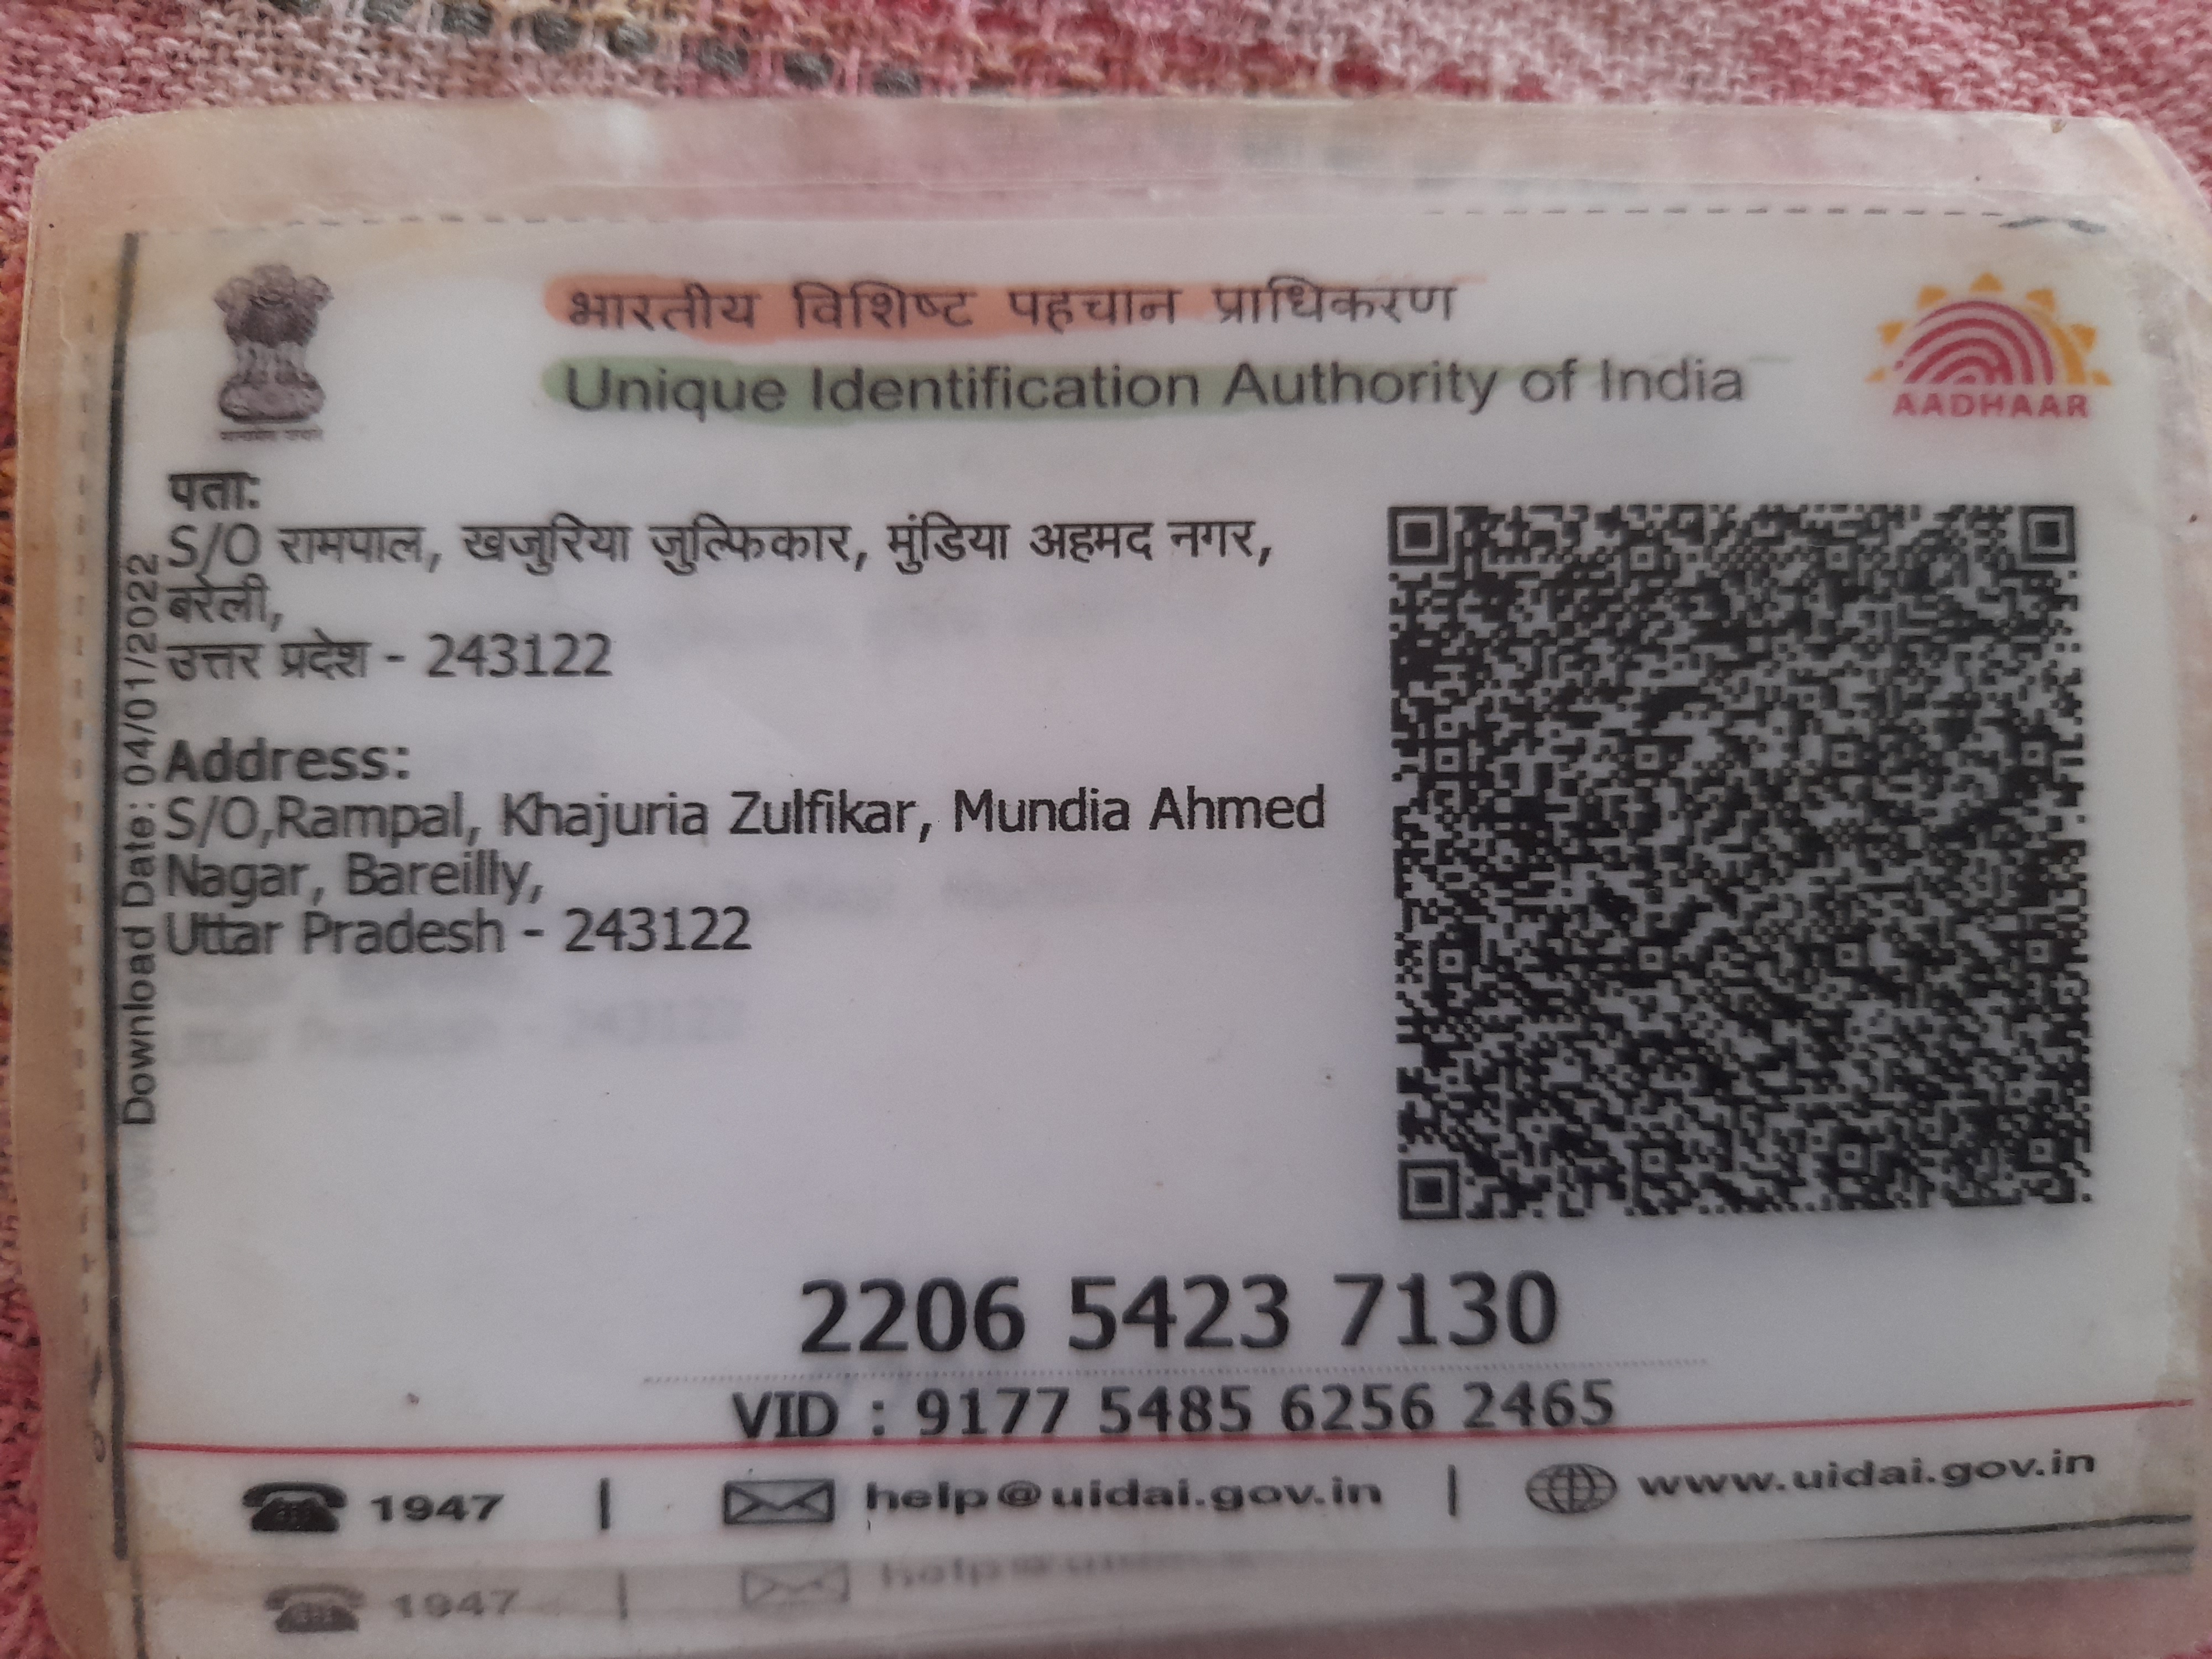 भारतीय विशिष्ट पहचान प्राधिकरण
Unique Identification Authority of India
AADHAAR
पता:
S/O रामपाल, खजुरिया जुल्फिकार, मुंडिया अहमद नगर,
बरेली,
उत्तर प्रदेश - 243122
Address:
S/O,Rampal, Khajuria Zulfikar, Mundia Ahmed
Nagar, Bareilly,
Uttar Pradesh - 243122
Download Date: 04/01/2022
2206 5423 7130
VID : 9177 5485 6256 2465
1947 | help@uidai.gov.in | www.uidai.gov.in
1947 |